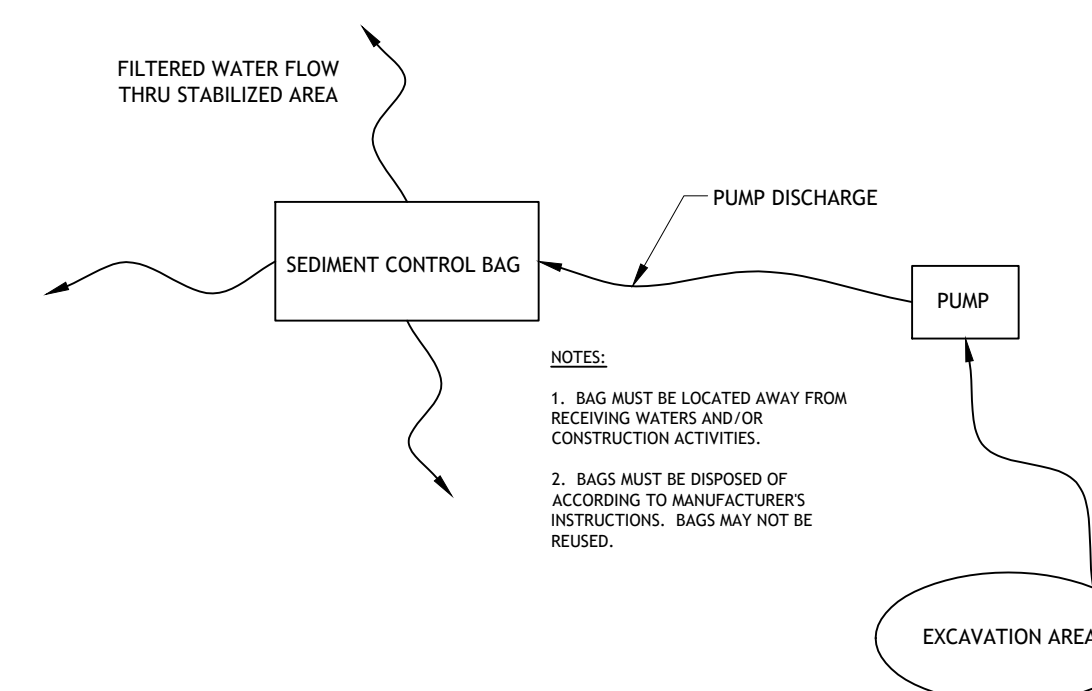 FILTERED WATER FLOW
THRU STABILIZED AREA
PUMP DISCHARGE
SEDIMENT CONTROL BAG
PUMP
NOTES:
1. BAG MUST BE LOCATED AWAY FROM
RECEIVING WATERS AND/OR
CONSTRUCTION ACTIVITIES.
2. BAGS MUST BE DISPOSED OF
ACCORDING TO MANUFACTURER'S
INSTRUCTIONS. BAGS MAY NOT BE
REUSED.
EXCAVATION AREA